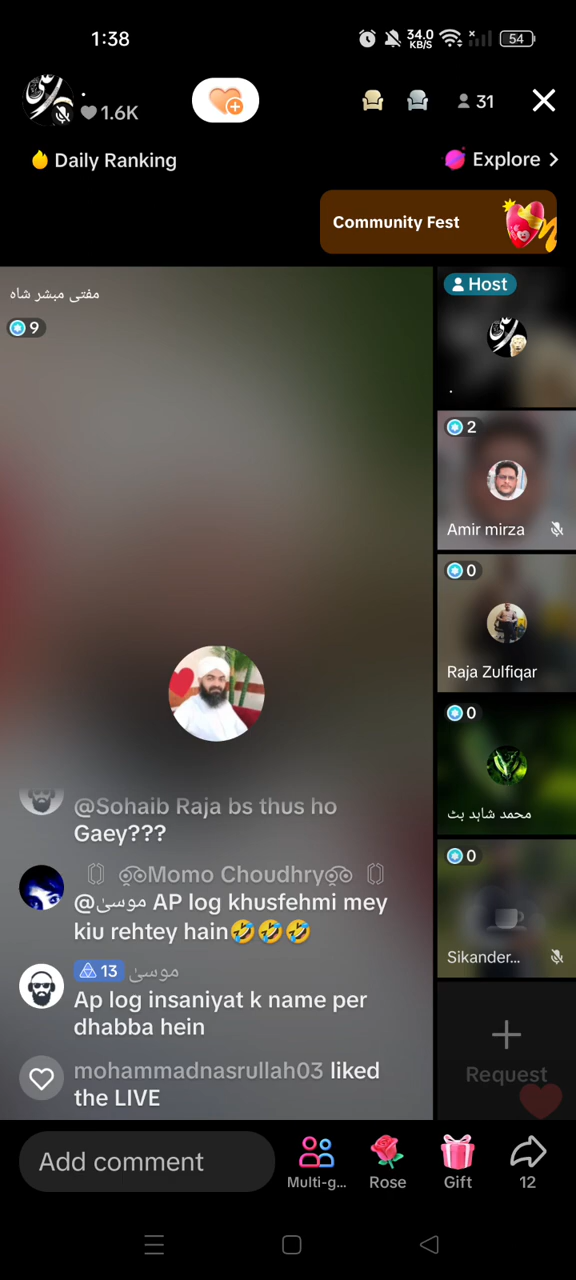 1:38
34.0
KB/S
54
.
1.6K
31
Daily Ranking
Explore >
Community Fest
مفتی مبشر شاہ
9
Host
.
2
Amir mirza
0
Raja Zulfiqar
0
محمد شاہد بٹ
0
Sikander...
Request
@Sohaib Raja bs thus ho
Gaey???
Momo Choudhry
@موسیٰ AP log khusfehmi mey
kiu rehtey hain🤣🤣🤣
13 موسیٰ
Ap log insaniyat k name per
dhabba hein
mohammadnasrullah03 liked
the LIVE
Add comment
Multi-g...
Rose
Gift
12